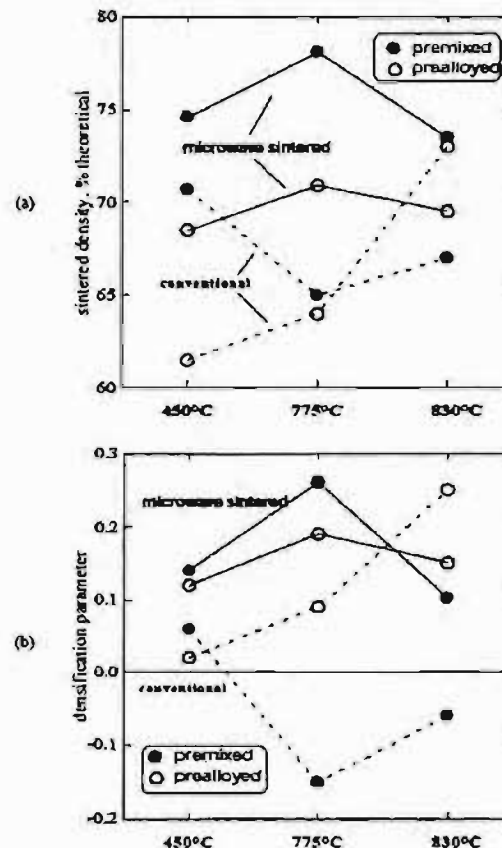 (a)
sintered density, % theoretical
80
75
70
65
60
premixed
prealloyed
microwave sintered
conventional
450°C 775°C 830°C
(b)
densification parameter
0.3
0.2
0.1
0.0
-0.1
-0.2
microwave sintered
conventional
premixed
prealloyed
450°C 775°C 830°C